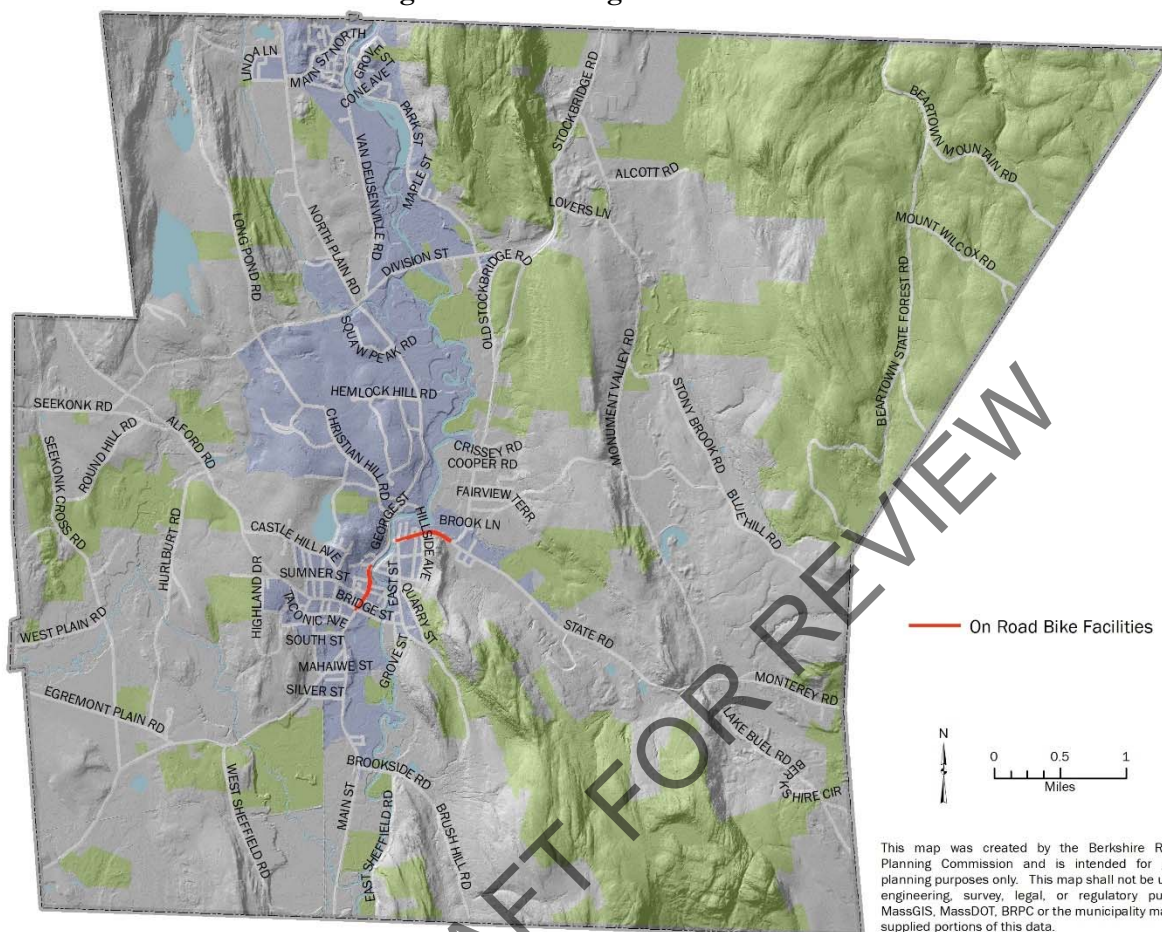 LINDA LN
MAIN ST NORTH
GROVE ST
CONE AVE
PARK ST
MAPLE ST
VAN DEUSENVILLE RD
STOCKBRIDGE RD
ALCOTT RD
LOVERS LN
BEARTOWN MOUNTAIN RD
MOUNT WILCOX RD
LONG POND RD
NORTH PLAIN RD
DIVISION ST
OLD STOCKBRIDGE RD
BEARTOWN STATE FOREST RD
SQUAW PEAK RD
HEMLOCK HILL RD
MONUMENT VALLEY RD
SEEKONK RD
ROUND HILL RD
ALFORD RD
CHRISTIAN HILL RD
STONY BROOK RD
SEEKONK CROSS RD
CRISSEY RD
COOPER RD
FAIRVIEW TERR
HURLBURT RD
GEORGE ST
HILLSIDE AVE
BROOK LN
BLUE HILL RD
CASTLE HILL AVE
HIGHLAND DR
SUMNER ST
EAST ST
BRIDGE ST
QUARRY ST
TACONIC AVE
WEST PLAIN RD
SOUTH ST
STATE RD
On Road Bike Facilities
MAHAIWE ST
GROVE ST
SILVER ST
EGREMONT PLAIN RD
MONTEREY RD
LAKE BUEL RD
BERKSHIRE CIR
N
0 0.5 1
Miles
BROOKSIDE RD
WEST SHEFFIELD RD
MAIN ST
EAST SHEFFIELD RD
BRUSH HILL RD
FOR REVIEW
This map was created by the Berkshire R
Planning Commission and is intended for
planning purposes only. This map shall not be u
engineering, survey, legal, or regulatory pu
MassGIS, MassDOT, BRPC or the municipality ma
supplied portions of this data.